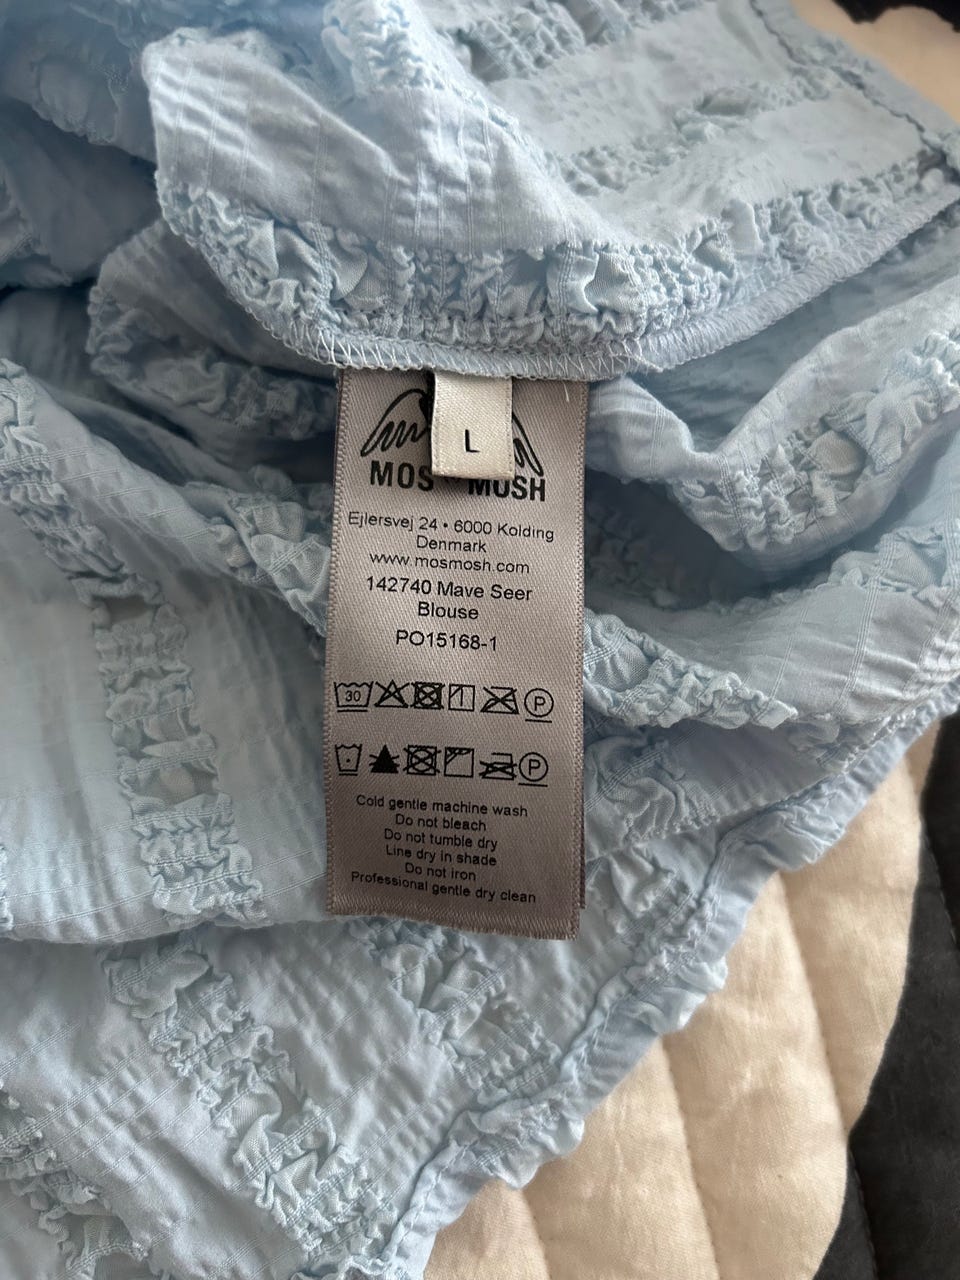 L
MOS MOSH
Ejlersvej 24 • 6000 Kolding
Denmark
www.mosmosh.com
142740 Mave Seer
Blouse
PO15168-1
30
P
P
Cold gentle machine wash
Do not bleach
Do not tumble dry
Line dry in shade
Do not iron
Professional gentle dry clean